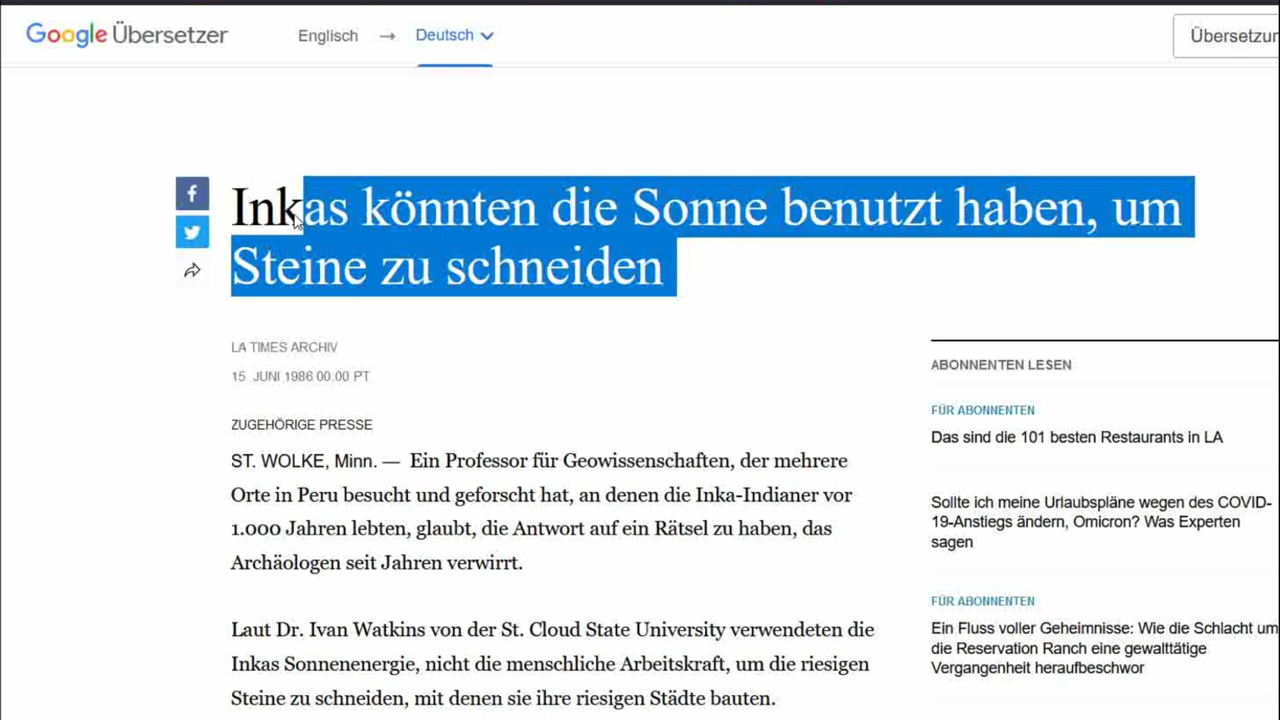 Google Übersetzer Englisch → Deutsch Übersetzun
Inkas könnten die Sonne benutzt haben, um
Steine zu schneiden
LA TIMES ARCHIV
15. JUNI 1986 00:00 PT
ZUGEHÖRIGE PRESSE
ST. WOLKE, Minn. — Ein Professor für Geowissenschaften, der mehrere
Orte in Peru besucht und geforscht hat, an denen die Inka-Indianer vor
1.000 Jahren lebten, glaubt, die Antwort auf ein Rätsel zu haben, das
Archäologen seit Jahren verwirrt.
Laut Dr. Ivan Watkins von der St. Cloud State University verwendeten die
Inkas Sonnenenergie, nicht die menschliche Arbeitskraft, um die riesigen
Steine zu schneiden, mit denen sie ihre riesigen Städte bauten.
ABONNENTEN LESEN
FÜR ABONNENTEN
Das sind die 101 besten Restaurants in LA
Sollte ich meine Urlaubspläne wegen des COVID-
19-Anstiegs ändern, Omicron? Was Experten
sagen
FÜR ABONNENTEN
Ein Fluss voller Geheimnisse: Wie die Schlacht um
die Reservation Ranch eine gewalttätige
Vergangenheit heraufbeschwor